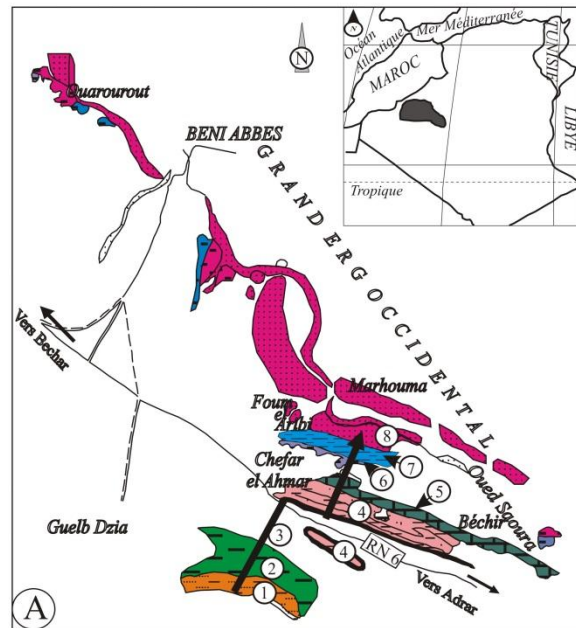 N
Océan
Atlantique
Mer Méditerranée
MAROC
TUNISIE
LIBYE
Tropique
N
Quarourout
BENI ABBES
GRAND ERG OCCIDENTAL
Vers Bechar
Marhouma
Foum
el
Aribi
Chefar
el Ahmar
Oued Saoura
Béchir
Guelb Dzia
RN 6
Vers Adrar
8
7
6
5
4
4
3
2
1
A